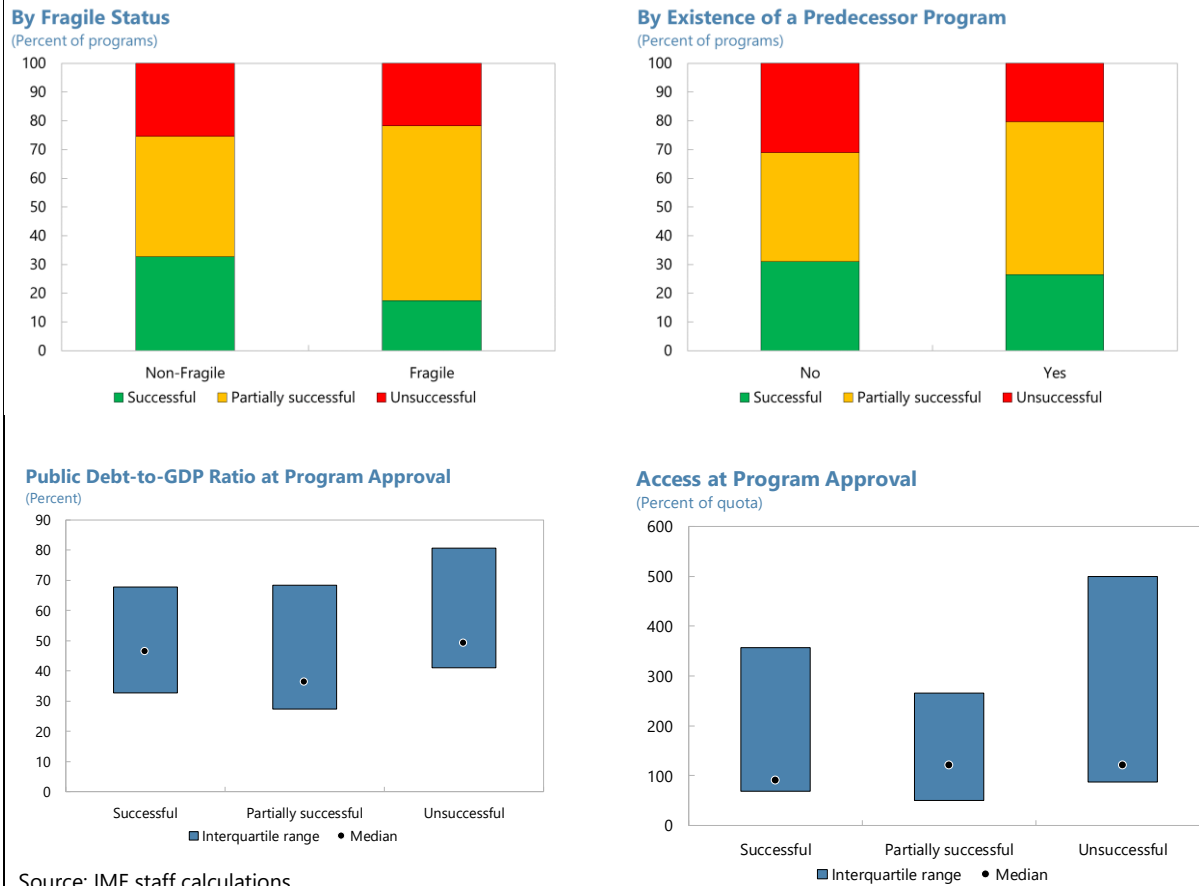 By Fragile Status
(Percent of programs)
100
90
80
70
60
50
40
30
20
10
0
Non-Fragile Fragile
Successful Partially successful Unsuccessful
By Existence of a Predecessor Program
(Percent of programs)
100
90
80
70
60
50
40
30
20
10
0
No Yes
Successful Partially successful Unsuccessful
Public Debt-to-GDP Ratio at Program Approval
(Percent)
90
80
70
60
50
40
30
20
10
0
Successful Partially successful Unsuccessful
Interquartile range Median
Access at Program Approval
(Percent of quota)
600
500
400
300
200
100
0
Successful Partially successful Unsuccessful
Interquartile range Median
Source: IMF staff calculations